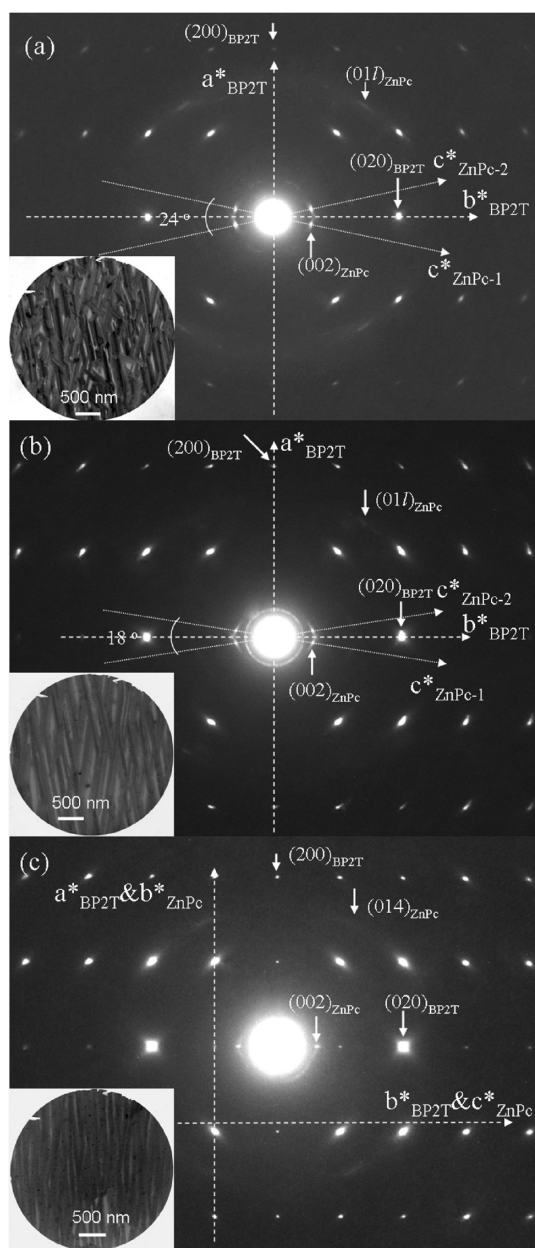 (a)
(200)BP2T
a*BP2T
(01l)ZnPc
(020)BP2T
c*ZnPc-2
b*BP2T
24°
(002)ZnPc
c*ZnPc-1
500 nm
(b)
(200)BP2T
a*BP2T
(01l)ZnPc
(020)BP2T
c*ZnPc-2
b*BP2T
18°
(002)ZnPc
c*ZnPc-1
500 nm
(c)
(200)BP2T
a*BP2T&b*ZnPc
(014)ZnPc
(002)ZnPc
(020)BP2T
b*BP2T&c*ZnPc
500 nm